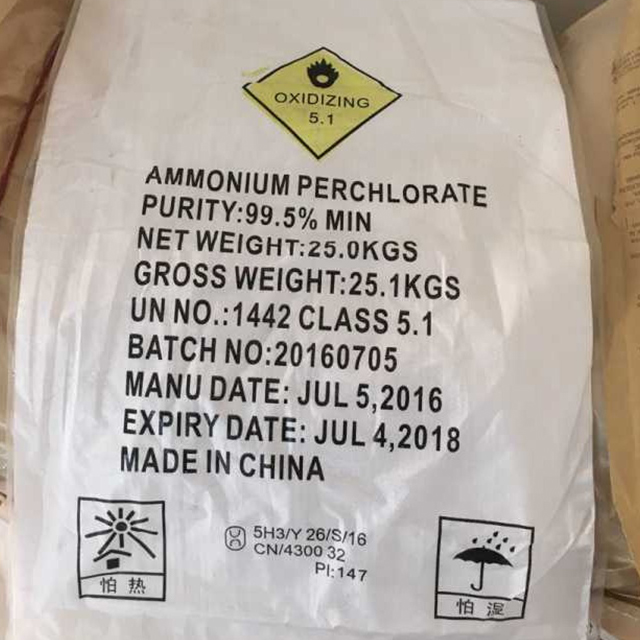 OXIDIZING
5.1
AMMONIUM PERCHLORATE
PURITY:99.5% MIN
NET WEIGHT:25.0KGS
GROSS WEIGHT:25.1KGS
UN NO.:1442 CLASS 5.1
BATCH NO:20160705
MANU DATE: JUL 5,2016
EXPIRY DATE: JUL 4,2018
MADE IN CHINA
5H3/Y 26/S/16
CN/4300 32
PI:147
怕热
怕湿